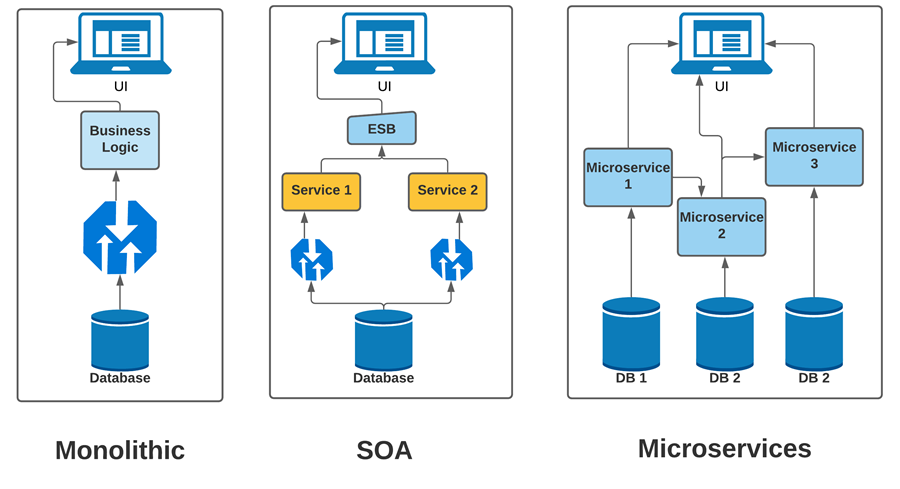 UI
Business
Logic
Database
Monolithic
UI
ESB
Service 1
Service 2
Database
SOA
UI
Microservice
1
Microservice
2
Microservice
3
DB 1
DB 2
DB 2
Microservices